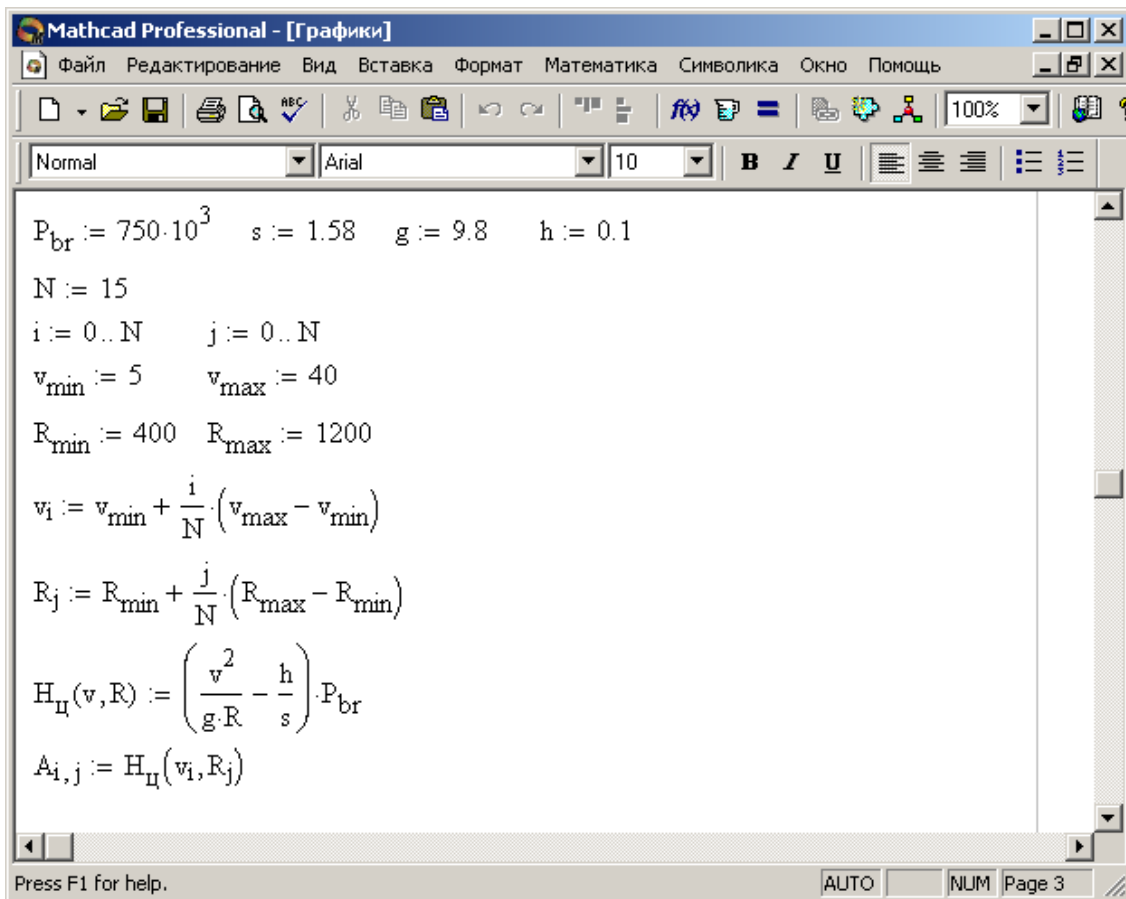 Mathcad Professional - [Графики]
Файл Редактирование Вид Вставка Формат Математика Символика Окно Помощь
ABC f(x) = 100% ?
Normal Arial 10 B I U
P_br := 750·10^3 s := 1.58 g := 9.8 h := 0.1
N := 15
i := 0.. N j := 0.. N
v_min := 5 v_max := 40
R_min := 400 R_max := 1200
v_i := v_min + i/N·(v_max − v_min)
R_j := R_min + j/N·(R_max − R_min)
H_ц(v,R) := (v^2/(g·R) − h/s)·P_br
A_i,j := H_ц(v_i,R_j)
Press F1 for help. AUTO NUM Page 3